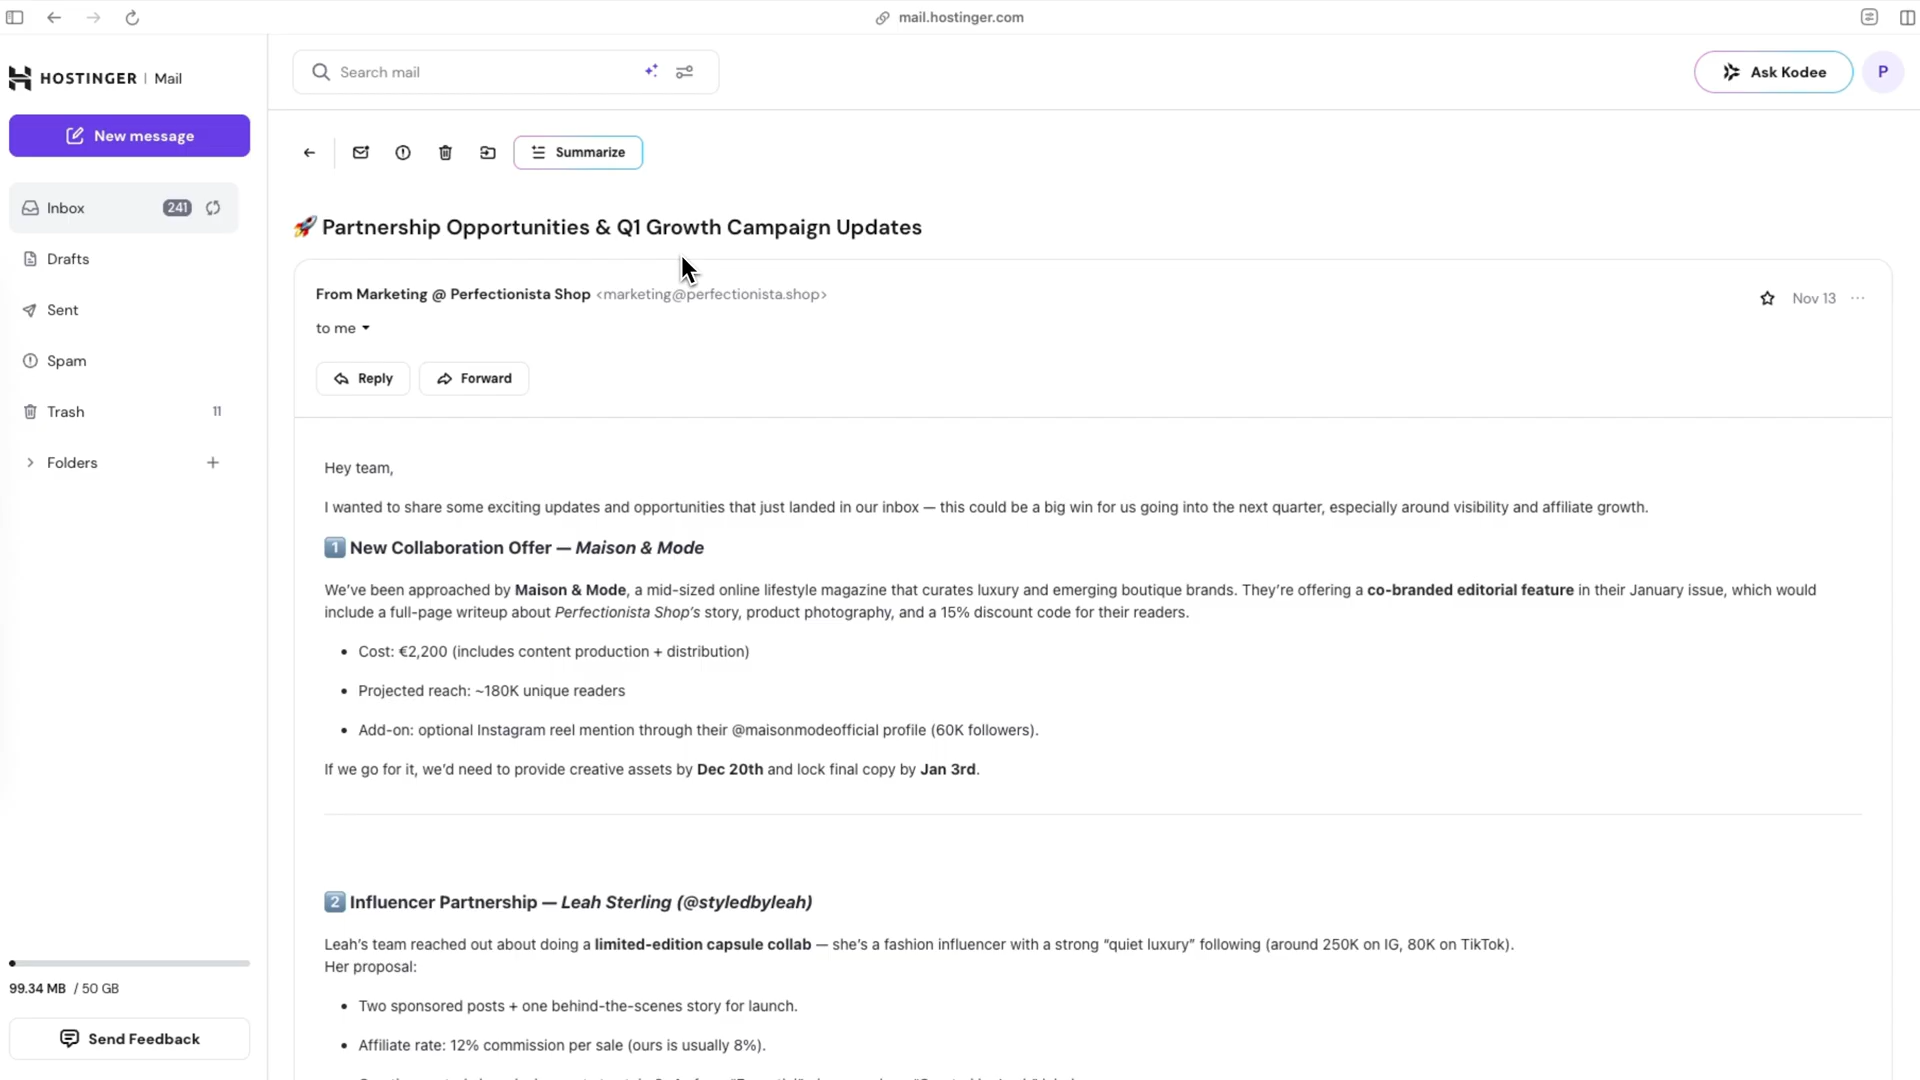 mail.hostinger.com
HOSTINGER | Mail
Search mail
Ask Kodee
P
New message
Summarize
Inbox 241
Drafts
Sent
Spam
Trash 11
Folders
🚀 Partnership Opportunities & Q1 Growth Campaign Updates
From Marketing @ Perfectionista Shop <marketing@perfectionista.shop>
Nov 13
to me
Reply
Forward
Hey team,
I wanted to share some exciting updates and opportunities that just landed in our inbox — this could be a big win for us going into the next quarter, especially around visibility and affiliate growth.
1️⃣ New Collaboration Offer — Maison & Mode
We've been approached by Maison & Mode, a mid-sized online lifestyle magazine that curates luxury and emerging boutique brands. They're offering a co-branded editorial feature in their January issue, which would
include a full-page writeup about Perfectionista Shop's story, product photography, and a 15% discount code for their readers.
• Cost: €2,200 (includes content production + distribution)
• Projected reach: ~180K unique readers
• Add-on: optional Instagram reel mention through their @maisonmodeofficial profile (60K followers).
If we go for it, we'd need to provide creative assets by Dec 20th and lock final copy by Jan 3rd.
2️⃣ Influencer Partnership — Leah Sterling (@styledbyleah)
Leah's team reached out about doing a limited-edition capsule collab — she's a fashion influencer with a strong "quiet luxury" following (around 250K on IG, 80K on TikTok).
Her proposal:
• Two sponsored posts + one behind-the-scenes story for launch.
• Affiliate rate: 12% commission per sale (ours is usually 8%).
99.34 MB / 50 GB
Send Feedback